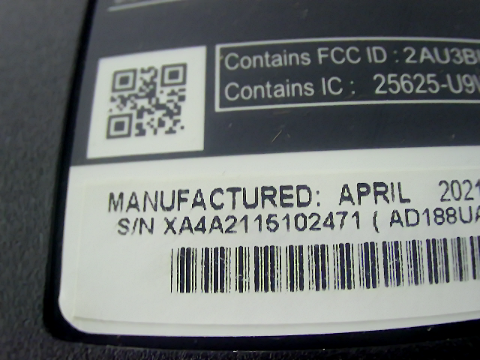 Contains FCC ID : 2AU3B
Contains IC : 25625-U9
MANUFACTURED: APRIL 2021
S/N XA4A2115102471 ( AD188UA